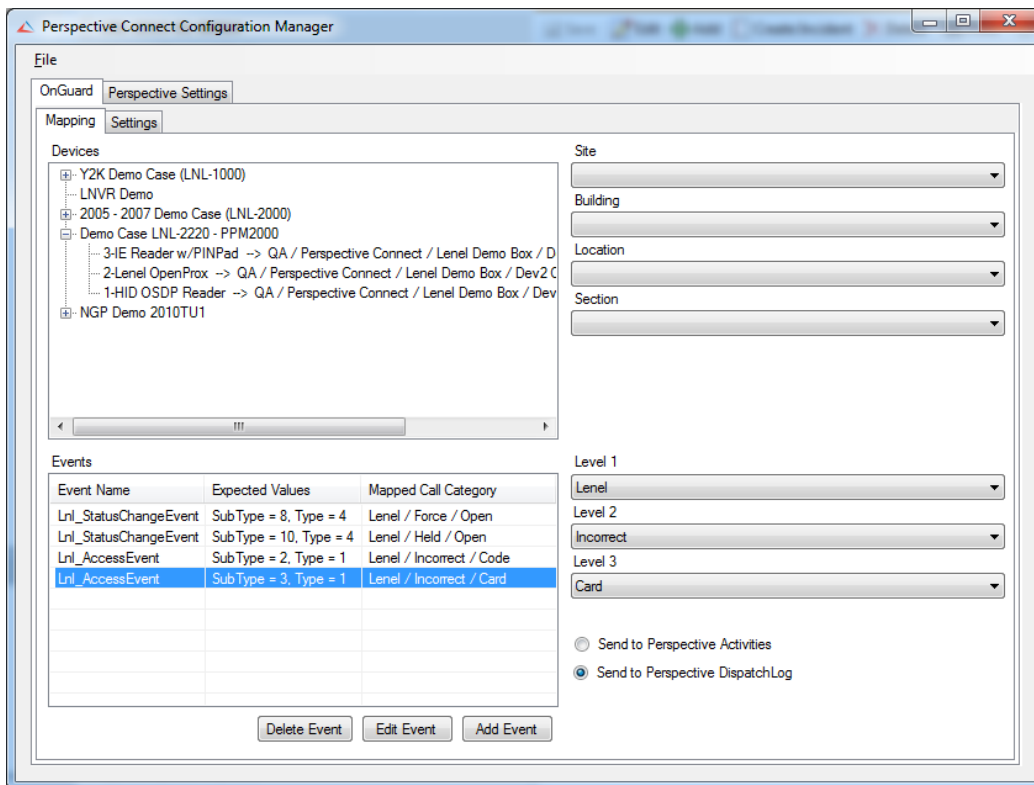 Perspective Connect Configuration Manager
File
OnGuard Perspective Settings
Mapping Settings
Devices
Y2K Demo Case (LNL-1000)
LNVR Demo
2005 - 2007 Demo Case (LNL-2000)
Demo Case LNL-2220 - PPM2000
3-IE Reader w/PINPad --> QA / Perspective Connect / Lenel Demo Box / D
2-Lenel OpenProx --> QA / Perspective Connect / Lenel Demo Box / Dev2 C
1-HID OSDP Reader --> QA / Perspective Connect / Lenel Demo Box / Dev
NGP Demo 2010TU1
Site
Building
Location
Section
Events
Event Name Expected Values Mapped Call Category
Lnl_StatusChangeEvent SubType = 8, Type = 4 Lenel / Force / Open
Lnl_StatusChangeEvent SubType = 10, Type = 4 Lenel / Held / Open
Lnl_AccessEvent SubType = 2, Type = 1 Lenel / Incorrect / Code
Lnl_AccessEvent SubType = 3, Type = 1 Lenel / Incorrect / Card
Delete Event Edit Event Add Event
Level 1
Lenel
Level 2
Incorrect
Level 3
Card
Send to Perspective Activities
Send to Perspective DispatchLog